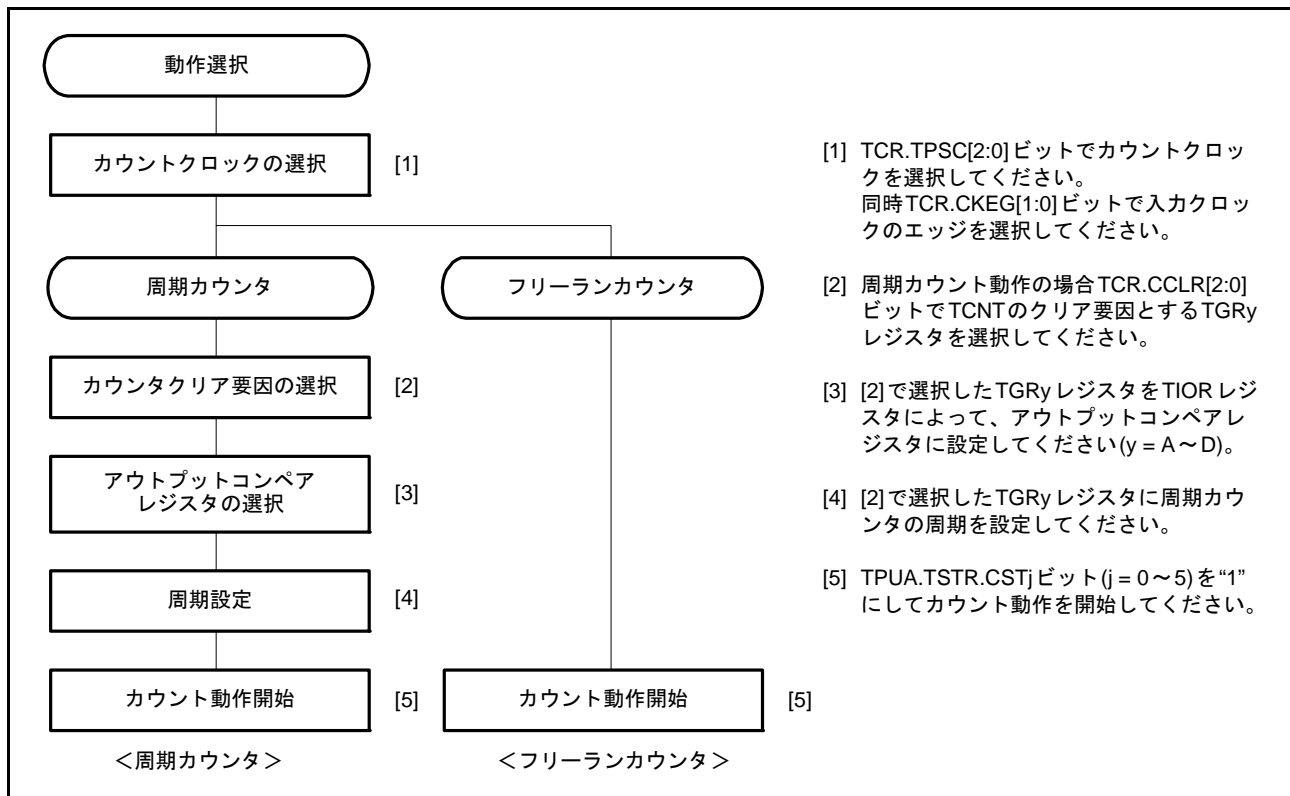 動作選択
カウントクロックの選択 [1]
周期カウンタ
フリーランカウンタ
カウンタクリア要因の選択 [2]
アウトプットコンペア
レジスタの選択 [3]
周期設定 [4]
カウント動作開始 [5]
カウント動作開始 [5]
＜周期カウンタ＞
＜フリーランカウンタ＞
[1] TCR.TPSC[2:0]ビットでカウントクロッ
クを選択してください。
同時TCR.CKEG[1:0]ビットで入力クロッ
クのエッジを選択してください。
[2] 周期カウント動作の場合TCR.CCLR[2:0]
ビットでTCNTのクリア要因とするTGRy
レジスタを選択してください。
[3] [2]で選択したTGRyレジスタをTIORレジ
スタによって、アウトプットコンペアレ
ジスタに設定してください(y = A～D)。
[4] [2]で選択したTGRyレジスタに周期カウ
ンタの周期を設定してください。
[5] TPUA.TSTR.CSTjビット(j = 0～5)を“1”
にしてカウント動作を開始してください。